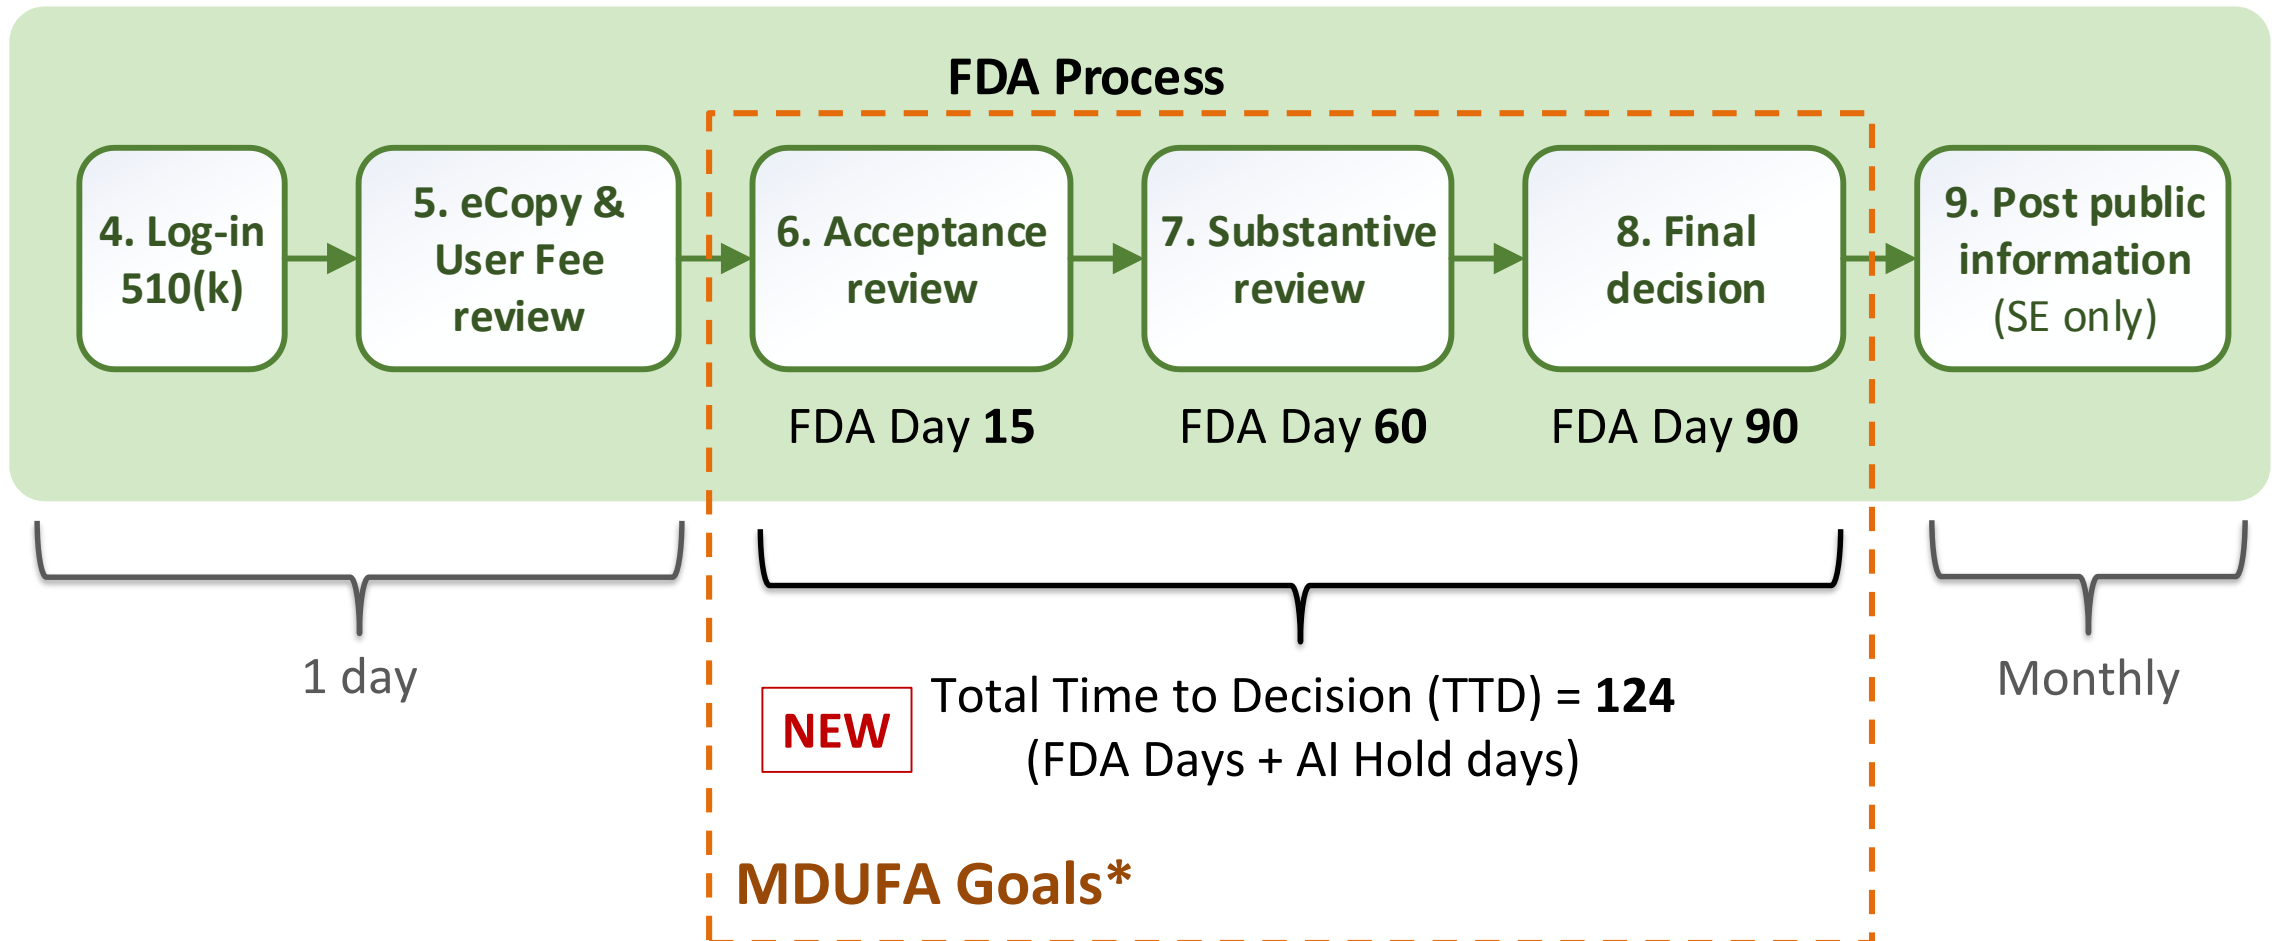 FDA Process
4. Log-in
510(k)
5. eCopy &
User Fee
review
6. Acceptance
review
7. Substantive
review
8. Final
decision
9. Post public
information
(SE only)
FDA Day 15
FDA Day 60
FDA Day 90
1 day
NEW
Total Time to Decision (TTD) = 124
(FDA Days + AI Hold days)
Monthly
MDUFA Goals*